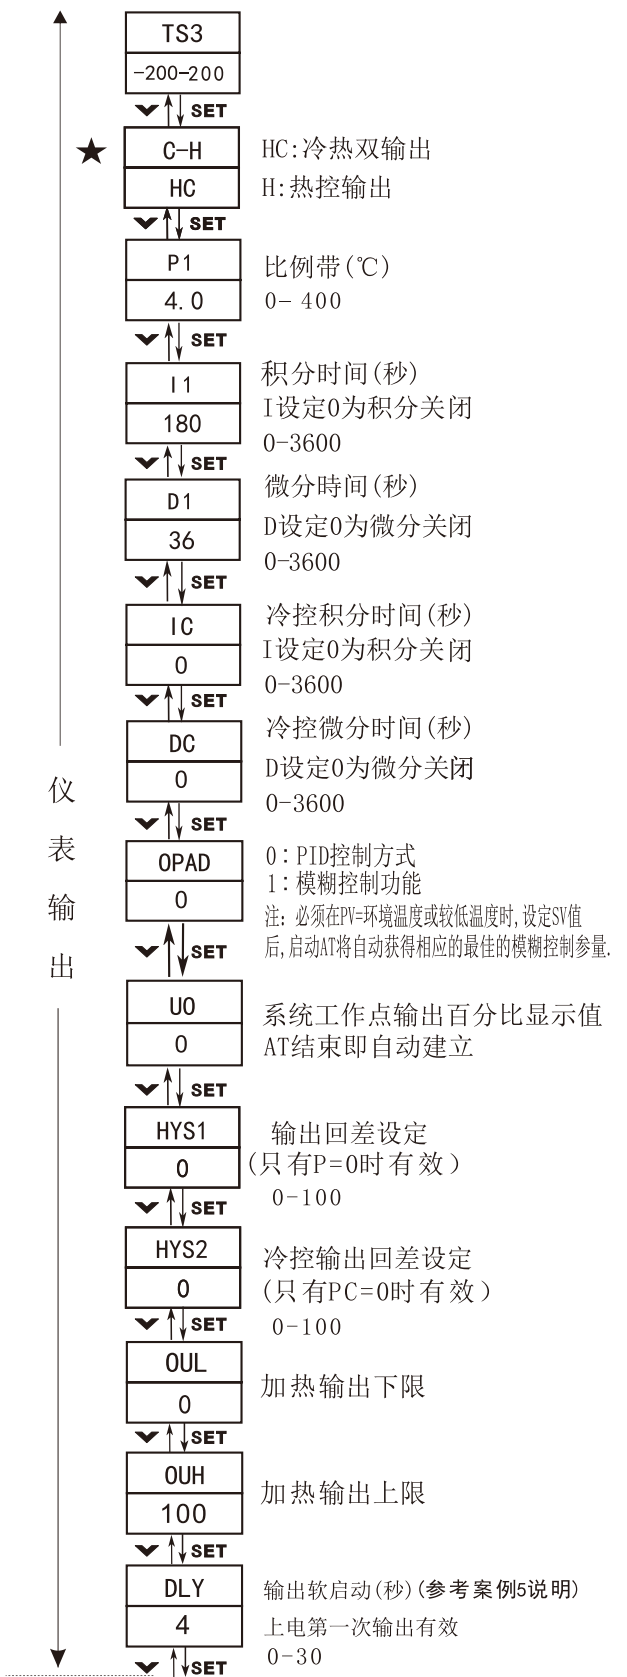 TS3
-200-200
SET
★
C-H
HC:冷热双输出
HC
H:热控输出
SET
P1
比例带(℃)
4.0
0-400
SET
I1
积分时间(秒)
I设定0为积分关闭
180
0-3600
SET
D1
微分時间(秒)
D设定0为微分关闭
36
0-3600
SET
IC
冷控积分时间(秒)
I设定0为积分关闭
0
0-3600
SET
DC
冷控微分时间(秒)
D设定0为微分关闭
0
0-3600
仪
表
输
出
SET
OPAD
0:PID控制方式
1:模糊控制功能
0
注: 必须在PV=环境温度或较低温度时,设定SV值
后,启动AT将自动获得相应的最佳的模糊控制参量.
SET
UO
系统工作点输出百分比显示值
0
AT结束即自动建立
SET
HYS1
输出回差设定
0
(只有P=0时有效)
0-100
SET
HYS2
冷控输出回差设定
0
(只有PC=0时有效)
0-100
SET
OUL
加热输出下限
0
SET
OUH
加热输出上限
100
SET
DLY
输出软启动(秒)(参考案例5说明)
4
上电第一次输出有效
0-30
SET